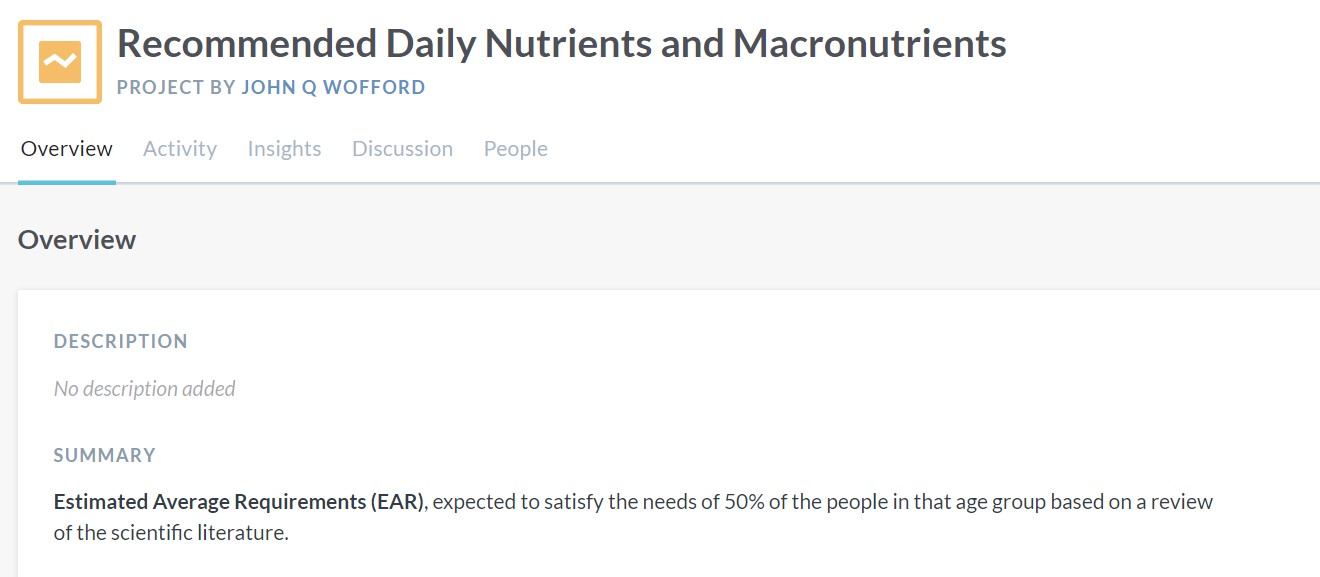 Recommended Daily Nutrients and Macronutrients
PROJECT BY JOHN Q WOFFORD
Overview Activity Insights Discussion People
Overview
DESCRIPTION
No description added
SUMMARY
Estimated Average Requirements (EAR), expected to satisfy the needs of 50% of the people in that age group based on a review
of the scientific literature.